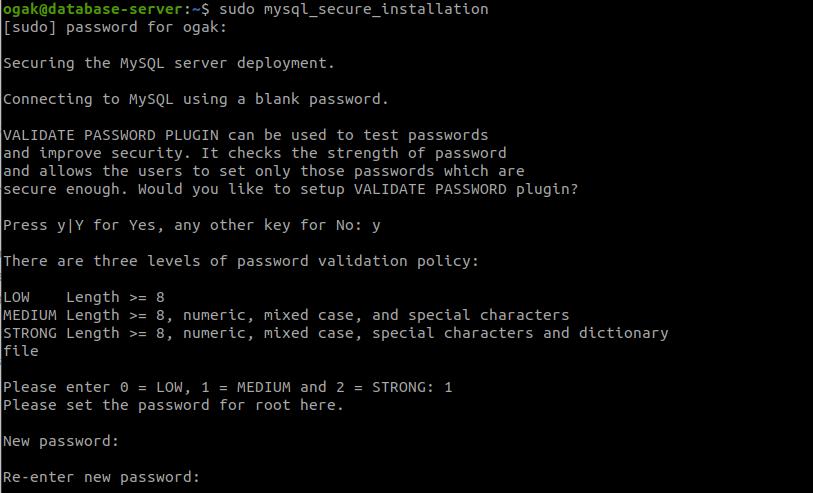 ogak@database-server:~$ sudo mysql_secure_installation
[sudo] password for ogak:
Securing the MySQL server deployment.
Connecting to MySQL using a blank password.
VALIDATE PASSWORD PLUGIN can be used to test passwords
and improve security. It checks the strength of password
and allows the users to set only those passwords which are
secure enough. Would you like to setup VALIDATE PASSWORD plugin?
Press y|Y for Yes, any other key for No: y
There are three levels of password validation policy:
LOW    Length >= 8
MEDIUM Length >= 8, numeric, mixed case, and special characters
STRONG Length >= 8, numeric, mixed case, special characters and dictionary
file
Please enter 0 = LOW, 1 = MEDIUM and 2 = STRONG: 1
Please set the password for root here.
New password:
Re-enter new password: